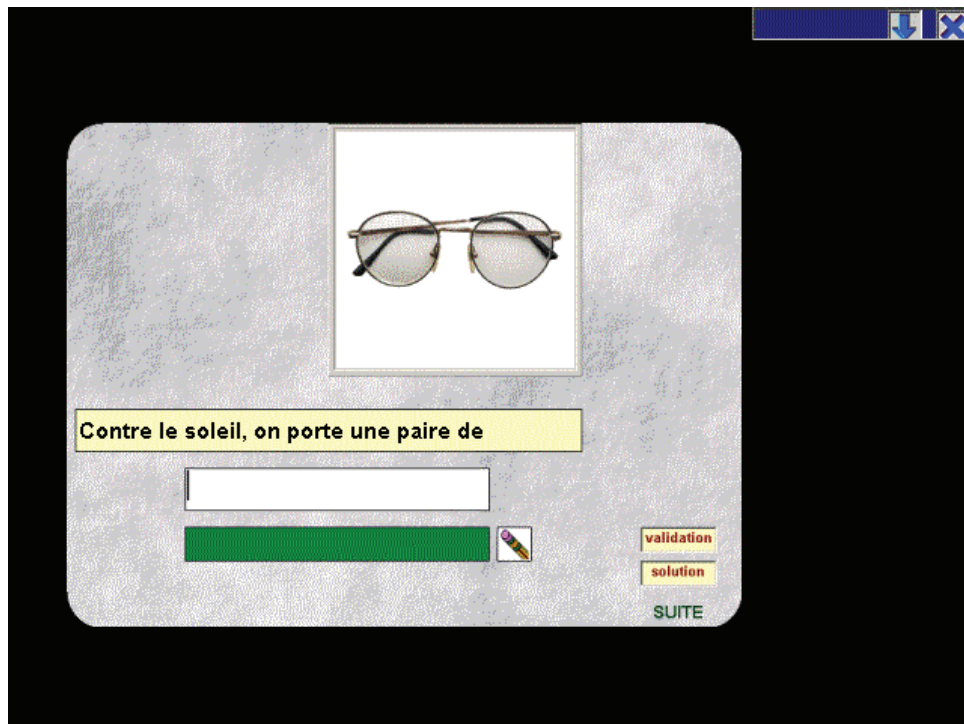 Contre le soleil, on porte une paire de
validation
solution
SUITE